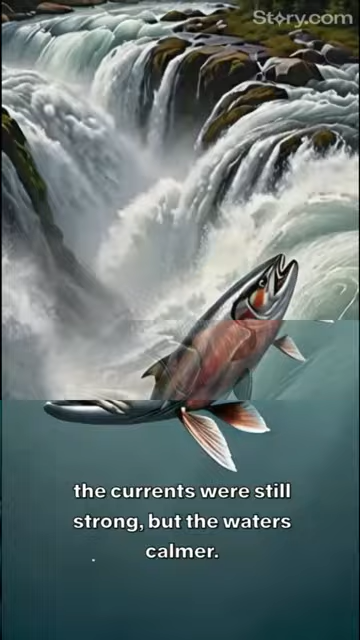 Story.com
the currents were still
strong, but the waters
calmer.